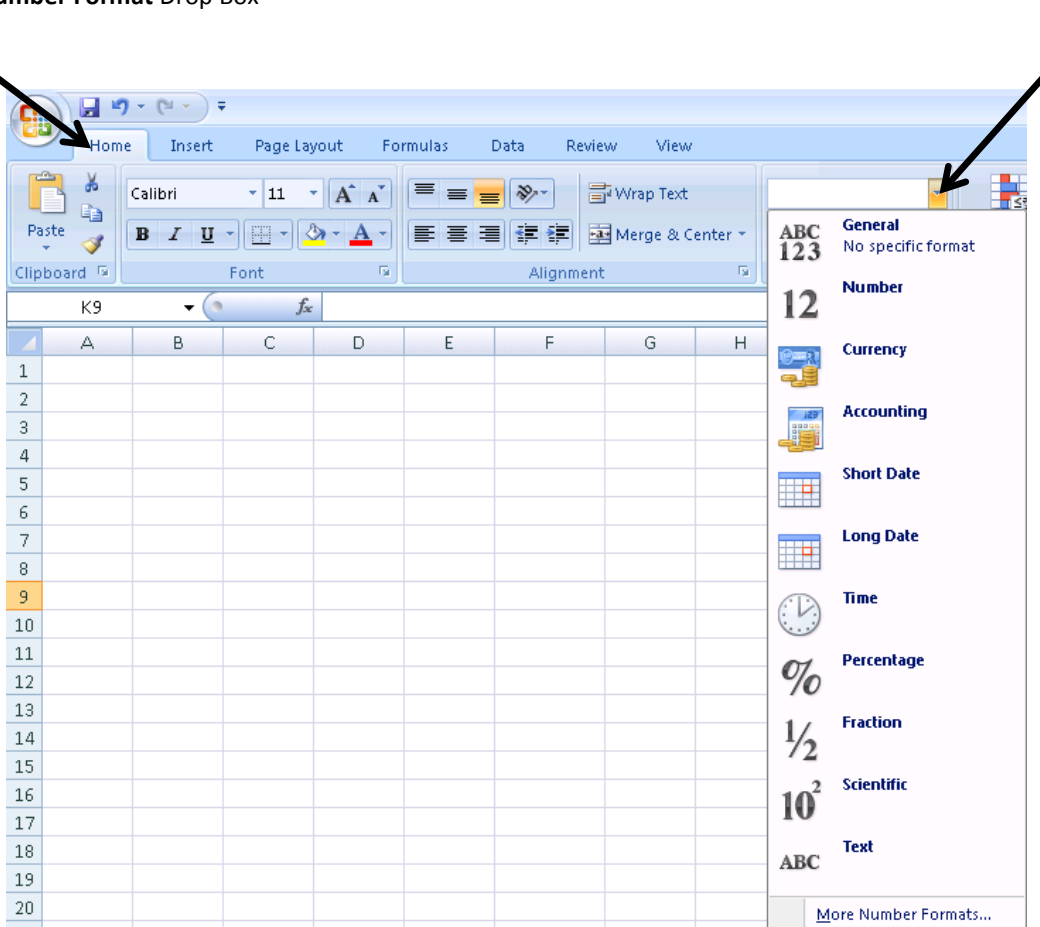 umber Format Drop Box
Home Insert Page Layout Formulas Data Review View
Calibri 11 A A Wrap Text
Paste B I U A Merge & Center
Clipboard Font Alignment
K9 fx
A B C D E F G H
1
2
3
4
5
6
7
8
9
10
11
12
13
14
15
16
17
18
19
20
ABC 123 General
No specific format
12 Number
Currency
123 Accounting
Short Date
Long Date
Time
% Percentage
1/2 Fraction
10² Scientific
ABC Text
More Number Formats...